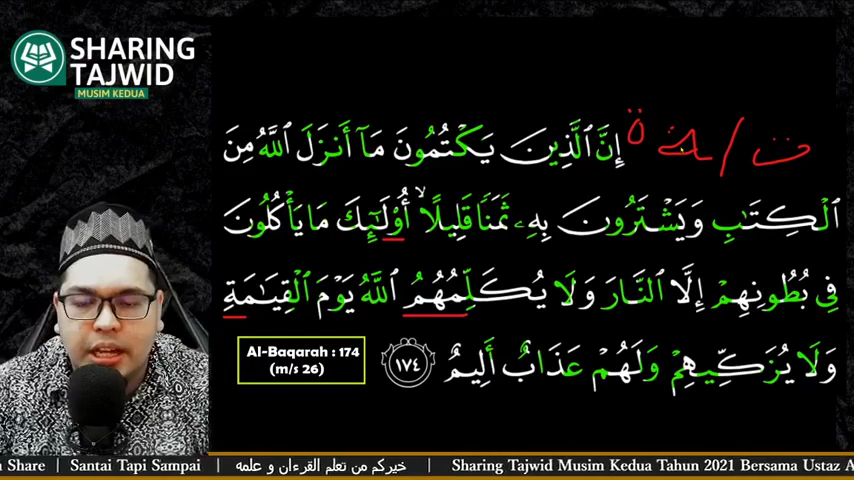 SHARING
TAJWID
MUSIM KEDUA
إِنَّ ٱلَّذِينَ يَكْتُمُونَ مَآ أَنزَلَ ٱللَّهُ مِنَ
ٱلْكِتَـٰبِ وَيَشْتَرُونَ بِهِۦ ثَمَنًا قَلِيلًا ۙ أُو۟لَـٰٓئِكَ مَا يَأْكُلُونَ
فِى بُطُونِهِمْ إِلَّا ٱلنَّارَ وَلَا يُكَلِّمُهُمُ ٱللَّهُ يَوْمَ ٱلْقِيَـٰمَةِ
وَلَا يُزَكِّيهِمْ وَلَهُمْ عَذَابٌ أَلِيمٌ ١٧٤
Al-Baqarah : 174
(m/s 26)
Share | Santai Tapi Sampai | خيركم من تعلم القرءان و علمه | Sharing Tajwid Musim Kedua Tahun 2021 Bersama Ustaz